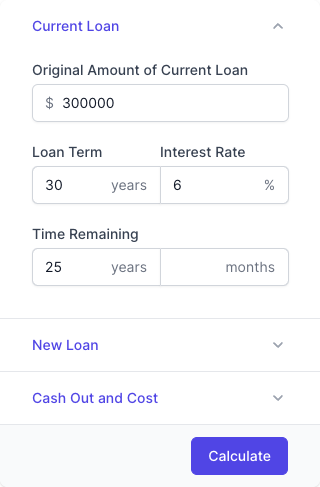 Current Loan
Original Amount of Current Loan
$ 300000
Loan Term Interest Rate
30 years 6 %
Time Remaining
25 years months
New Loan
Cash Out and Cost
Calculate